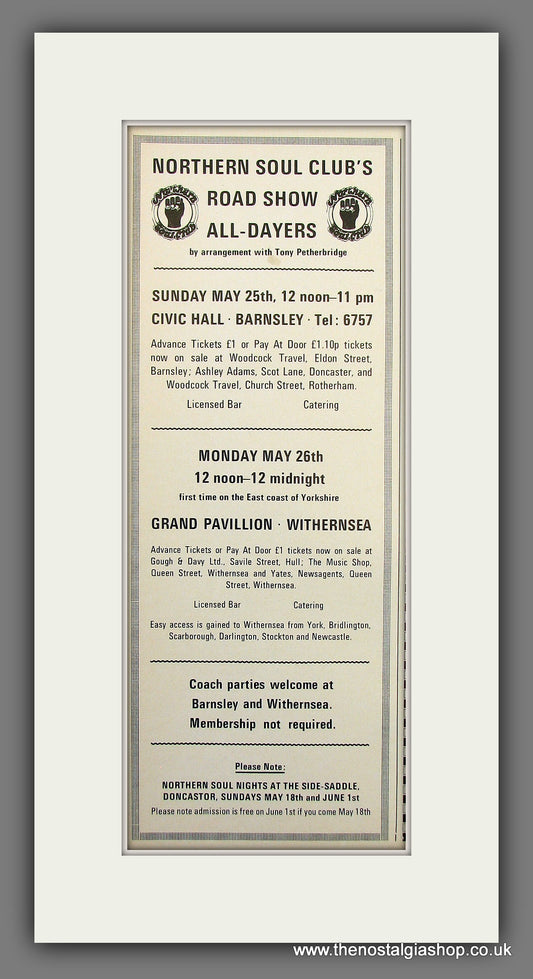 NORTHERN SOUL CLUB'S
Northern Soul Club
ROAD SHOW
Northern Soul Club
ALL-DAYERS
by arrangement with Tony Petherbridge
SUNDAY MAY 25th, 12 noon–11 pm
CIVIC HALL · BARNSLEY · Tel: 6757
Advance Tickets £1 or Pay At Door £1.10p tickets
now on sale at Woodcock Travel, Eldon Street,
Barnsley; Ashley Adams, Scot Lane, Doncaster, and
Woodcock Travel, Church Street, Rotherham.
Licensed Bar Catering
MONDAY MAY 26th
12 noon–12 midnight
first time on the East coast of Yorkshire
GRAND PAVILLION · WITHERNSEA
Advance Tickets or Pay At Door £1 tickets now on sale at
Gough & Davy Ltd., Savile Street, Hull; The Music Shop,
Queen Street, Withernsea and Yates, Newsagents, Queen
Street, Withernsea.
Licensed Bar Catering
Easy access is gained to Withernsea from York, Bridlington,
Scarborough, Darlington, Stockton and Newcastle.
Coach parties welcome at
Barnsley and Withernsea.
Membership not required.
Please Note:
NORTHERN SOUL NIGHTS AT THE SIDE-SADDLE,
DONCASTOR, SUNDAYS MAY 18th and JUNE 1st
Please note admission is free on June 1st if you come May 18th
www.thenostalgiashop.co.uk